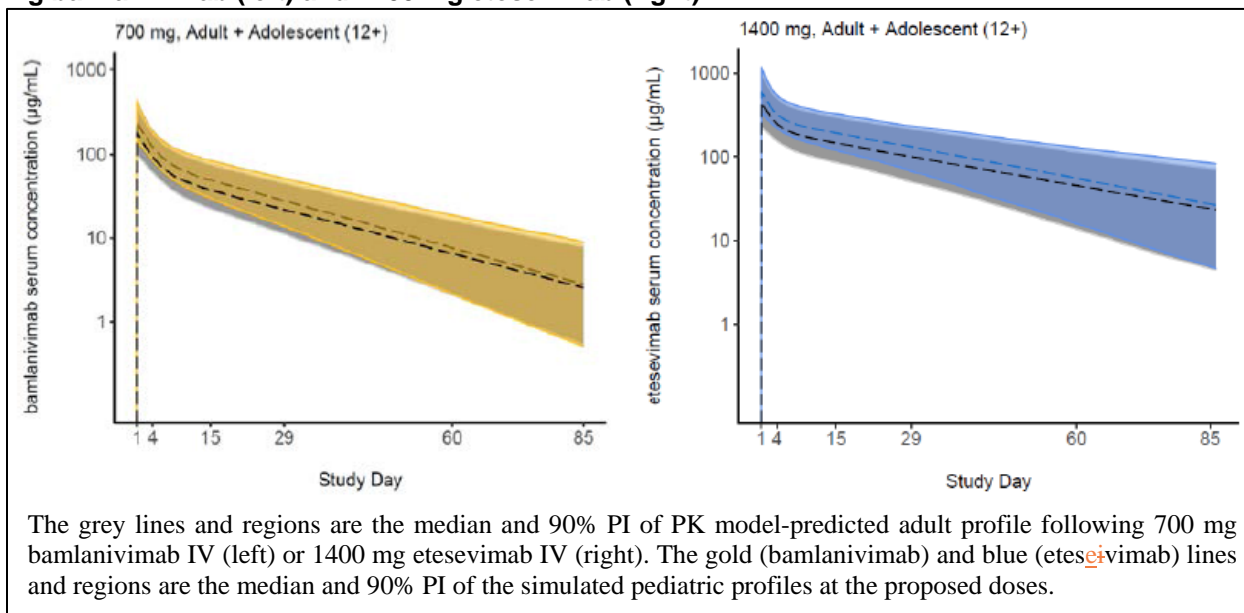 700 mg, Adult + Adolescent (12+)
1000
100
10
1
bamlanivimab serum concentration (µg/mL)
1 4 15 29 60 85
Study Day
1400 mg, Adult + Adolescent (12+)
1000
100
10
1
etesevimab serum concentration (µg/mL)
1 4 15 29 60 85
Study Day
The grey lines and regions are the median and 90% PI of PK model-predicted adult profile following 700 mg
bamlanivimab IV (left) or 1400 mg etesevimab IV (right). The gold (bamlanivimab) and blue (eteseivimab) lines
and regions are the median and 90% PI of the simulated pediatric profiles at the proposed doses.